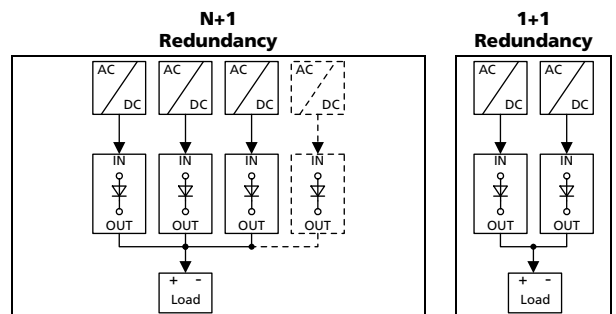 N+1
Redundancy
AC DC AC DC AC DC AC DC
IN IN IN IN
OUT OUT OUT OUT
+ -
Load
1+1
Redundancy
AC DC AC DC
IN IN
OUT OUT
+ -
Load